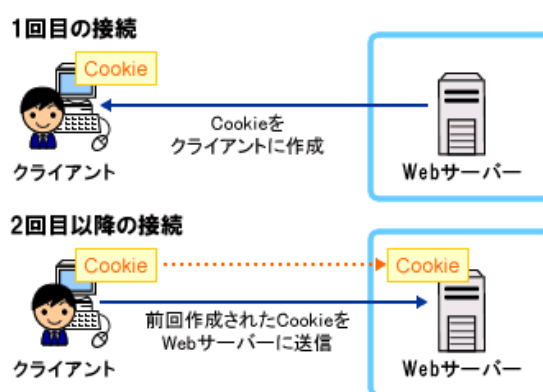 1回目の接続
Cookie
Cookieを
クライアントに作成
クライアント
Webサーバー
2回目以降の接続
Cookie
Cookie
前回作成されたCookieを
Webサーバーに送信
クライアント
Webサーバー